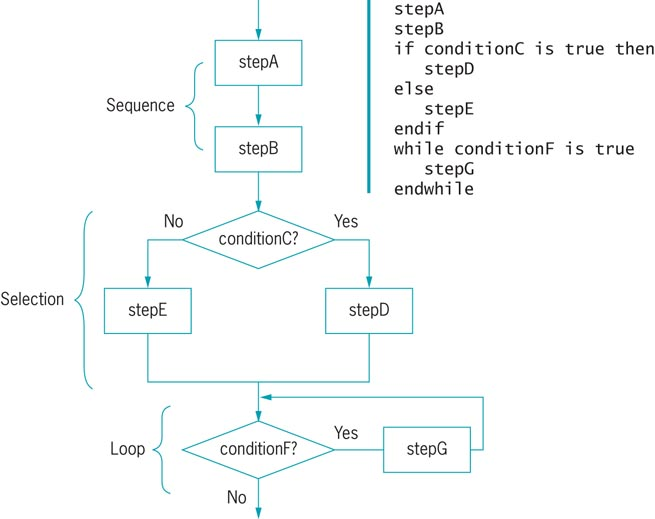 stepA
Sequence
stepB
No
Yes
conditionC?
Selection
stepE
stepD
Loop
conditionF?
Yes
stepG
No
stepA
stepB
if conditionC is true then
   stepD
else
   stepE
endif
while conditionF is true
   stepG
endwhile